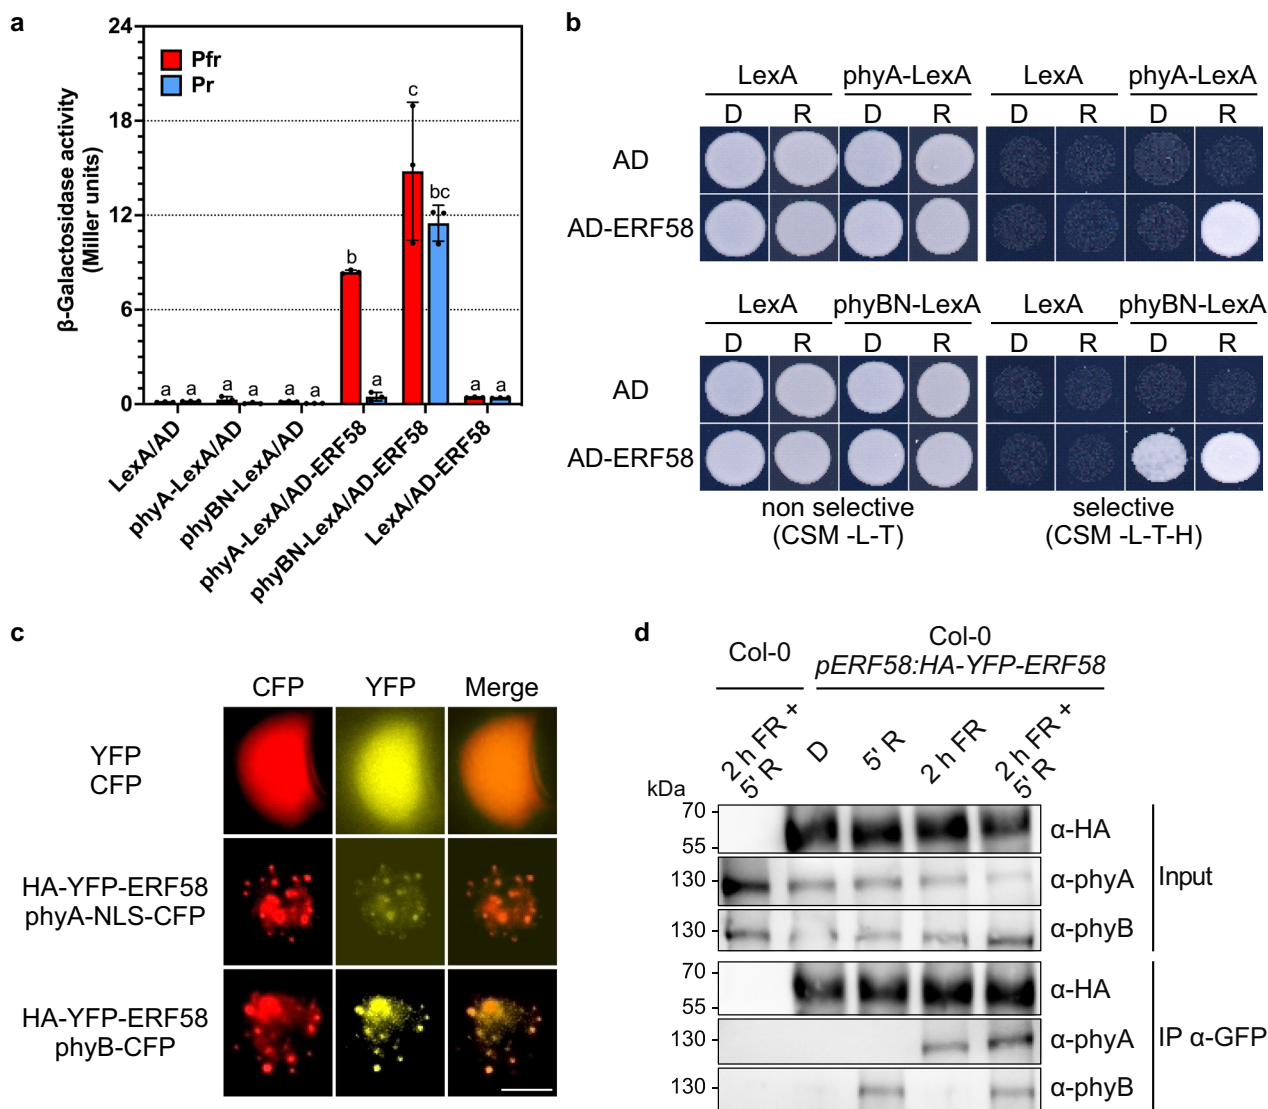 a
β-Galactosidase activity
(Miller units)
24
18
12
6
0
Pfr
Pr
a a a a a a b a c bc a a
LexA/AD
phyA-LexA/AD
phyBN-LexA/AD
phyA-LexA/AD-ERF58
phyBN-LexA/AD-ERF58
LexA/AD-ERF58
b
LexA phyA-LexA LexA phyA-LexA
D R D R D R D R
AD
AD-ERF58
LexA phyBN-LexA LexA phyBN-LexA
D R D R D R D R
AD
AD-ERF58
non selective
(CSM -L-T)
selective
(CSM -L-T-H)
c
CFP YFP Merge
YFP
CFP
HA-YFP-ERF58
phyA-NLS-CFP
HA-YFP-ERF58
phyB-CFP
d
Col-0
Col-0
pERF58:HA-YFP-ERF58
2 h FR +
5' R
D
5' R
2 h FR
2 h FR +
5' R
kDa
70
55
α-HA
130
α-phyA
130
α-phyB
Input
70
55
α-HA
130
α-phyA
130
α-phyB
IP α-GFP